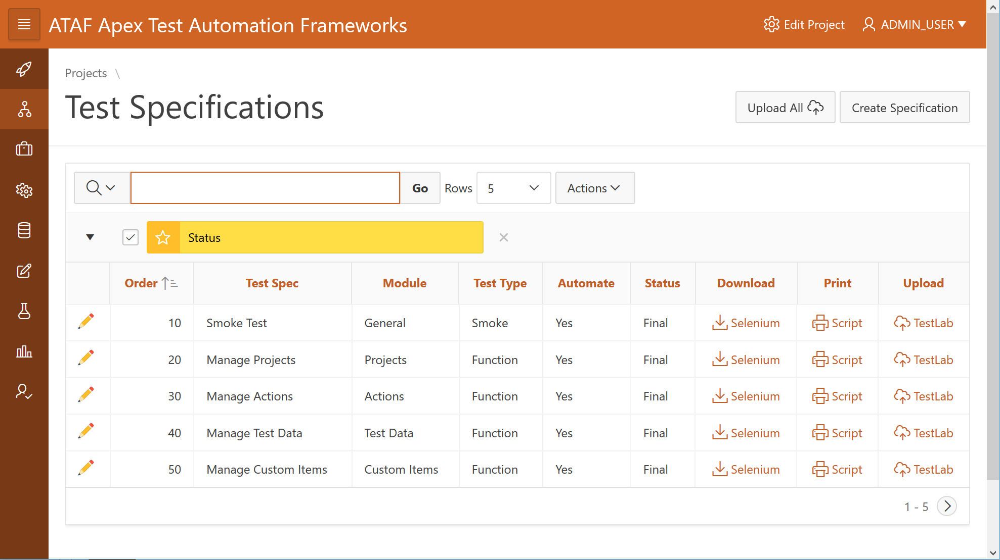 ATAF Apex Test Automation Frameworks
Edit Project
ADMIN_USER
Projects \
Test Specifications
Upload All
Create Specification
Go
Rows
5
Actions
Status
Order Test Spec Module Test Type Automate Status Download Print Upload
10 Smoke Test General Smoke Yes Final Selenium Script TestLab
20 Manage Projects Projects Function Yes Final Selenium Script TestLab
30 Manage Actions Actions Function Yes Final Selenium Script TestLab
40 Manage Test Data Test Data Function Yes Final Selenium Script TestLab
50 Manage Custom Items Custom Items Function Yes Final Selenium Script TestLab
1 - 5